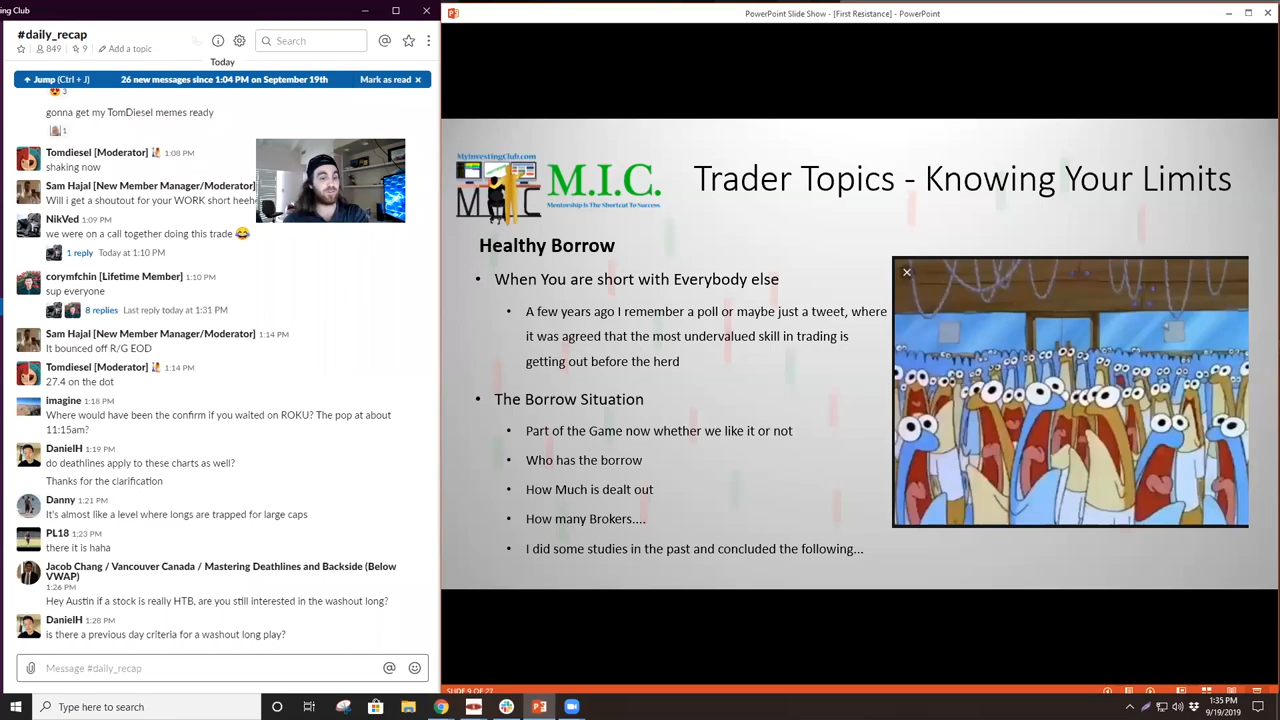 ing Club
#daily_recap
849
9
Add a topic
Search
Today
Jump (Ctrl + J)
26 new messages since 1:04 PM on September 19th
Mark as read
3
gonna get my TomDiesel memes ready
1
Tomdiesel [Moderator] 1:08 PM
shaking now
Sam Hajal [New Member Manager/Moderator]
Will i get a shoutout for your WORK short heehe
NikVed 1:09 PM
we were on a call together doing this trade
1 reply Today at 1:10 PM
corymfchin [Lifetime Member] 1:10 PM
sup everyone
8 replies Last reply today at 1:31 PM
Sam Hajal [New Member Manager/Moderator] 1:14 PM
It bounced off R/G EOD
Tomdiesel [Moderator] 1:14 PM
27.4 on the dot
imagine 1:18 PM
Where would have been the confirm if you waited on ROKU? The pop at about
11:15am?
DanielH 1:19 PM
do deathlines apply to these charts as well?
Thanks for the clarification
Danny 1:21 PM
It's almost like a level where longs are trapped for large caps
PL18 1:23 PM
there it is haha
Jacob Chang / Vancouver Canada / Mastering Deathlines and Backside (Below
VWAP)
1:26 PM
Hey Austin if a stock is really HTB, are you still interested in the washout long?
DanielH 1:28 PM
is there a previous day criteria for a washout long play?
Message #daily_recap
PowerPoint Slide Show - [First Resistance] - PowerPoint
MyInvestingClub.com
MIC
M.I.C.
Mentorship Is The Shortcut To Success.
Trader Topics - Knowing Your Limits
Healthy Borrow
• When You are short with Everybody else
• A few years ago I remember a poll or maybe just a tweet, where
it was agreed that the most undervalued skill in trading is
getting out before the herd
• The Borrow Situation
• Part of the Game now whether we like it or not
• Who has the borrow
• How Much is dealt out
• How many Brokers....
• I did some studies in the past and concluded the following...
SLIDE 9 OF 27
Type here to search
1:35 PM
9/19/2019